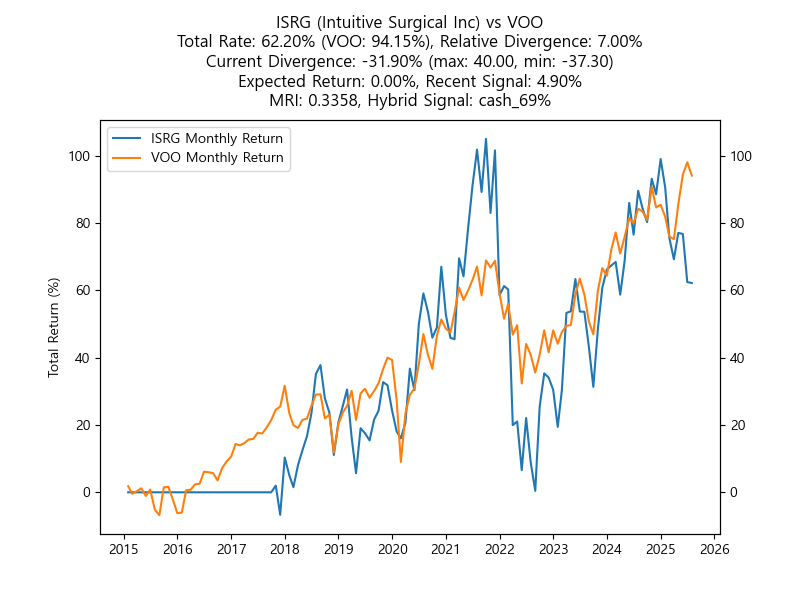 ISRG (Intuitive Surgical Inc) vs VOO
Total Rate: 62.20% (VOO: 94.15%), Relative Divergence: 7.00%
Current Divergence: -31.90% (max: 40.00, min: -37.30)
Expected Return: 0.00%, Recent Signal: 4.90%
MRI: 0.3358, Hybrid Signal: cash_69%
ISRG Monthly Return
VOO Monthly Return
Total Return (%)
100
80
60
40
20
0
100
80
60
40
20
0
2015 2016 2017 2018 2019 2020 2021 2022 2023 2024 2025 2026